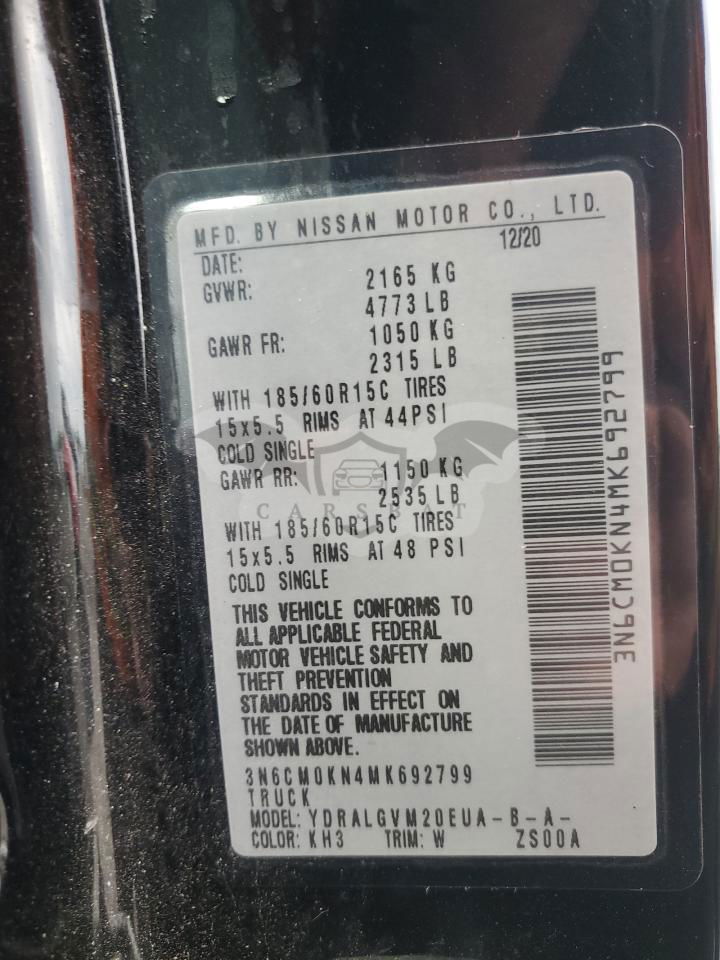 MFD. BY NISSAN MOTOR CO., LTD.
DATE: 12/20
GVWR: 2165 KG
4773 LB
GAWR FR: 1050 KG
2315 LB
WITH 185/60R15C TIRES
15x5.5 RIMS AT 44PSI
COLD SINGLE
GAWR RR: 1150 KG
2535 LB
WITH 185/60R15C TIRES
15x5.5 RIMS AT 48 PSI
COLD SINGLE
THIS VEHICLE CONFORMS TO
ALL APPLICABLE FEDERAL
MOTOR VEHICLE SAFETY AND
THEFT PREVENTION
STANDARDS IN EFFECT ON
THE DATE OF MANUFACTURE
SHOWN ABOVE.
3N6CM0KN4MK692799
TRUCK
MODEL: YDRALGVM20EUA-B-A-
COLOR: KH3 TRIM: W ZS00A
3N6CM0KN4MK692799
CARSBAT